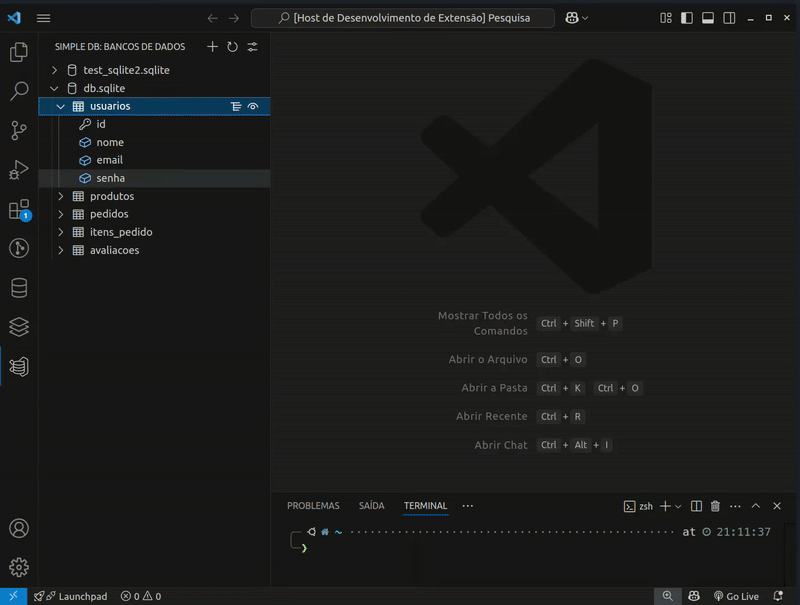 [Host de Desenvolvimento de Extensão] Pesquisa
SIMPLE DB: BANCOS DE DADOS
test_sqlite2.sqlite
db.sqlite
usuarios
id
nome
email
senha
produtos
pedidos
itens_pedido
avaliacoes
1
Mostrar Todos os
Comandos
Ctrl + Shift + P
Abrir o Arquivo Ctrl + O
Abrir a Pasta Ctrl + K Ctrl + O
Abrir Recente Ctrl + R
Abrir Chat Ctrl + Alt + I
PROBLEMAS SAÍDA TERMINAL ··· zsh
~ at 21:11:37
Launchpad 0 0 Go Live